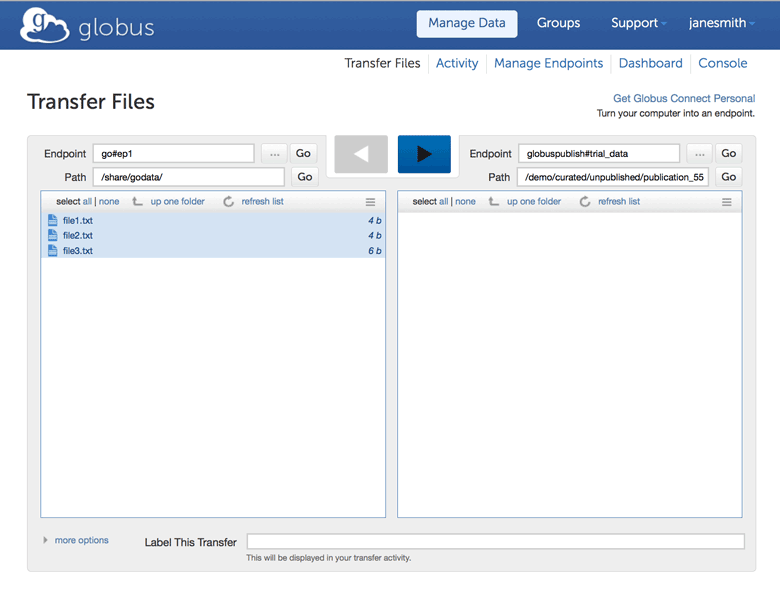 globus Manage Data Groups Support janesmith
Transfer Files Activity Manage Endpoints Dashboard Console
Transfer Files
Get Globus Connect Personal
Turn your computer into an endpoint.
Endpoint go#ep1 ... Go
Path /share/godata/ Go
Endpoint globuspublish#trial_data ... Go
Path /demo/curated/unpublished/publication_55 Go
select all | none up one folder refresh list
file1.txt 4 b
file2.txt 4 b
file3.txt 6 b
select all | none up one folder refresh list
more options Label This Transfer
This will be displayed in your transfer activity.